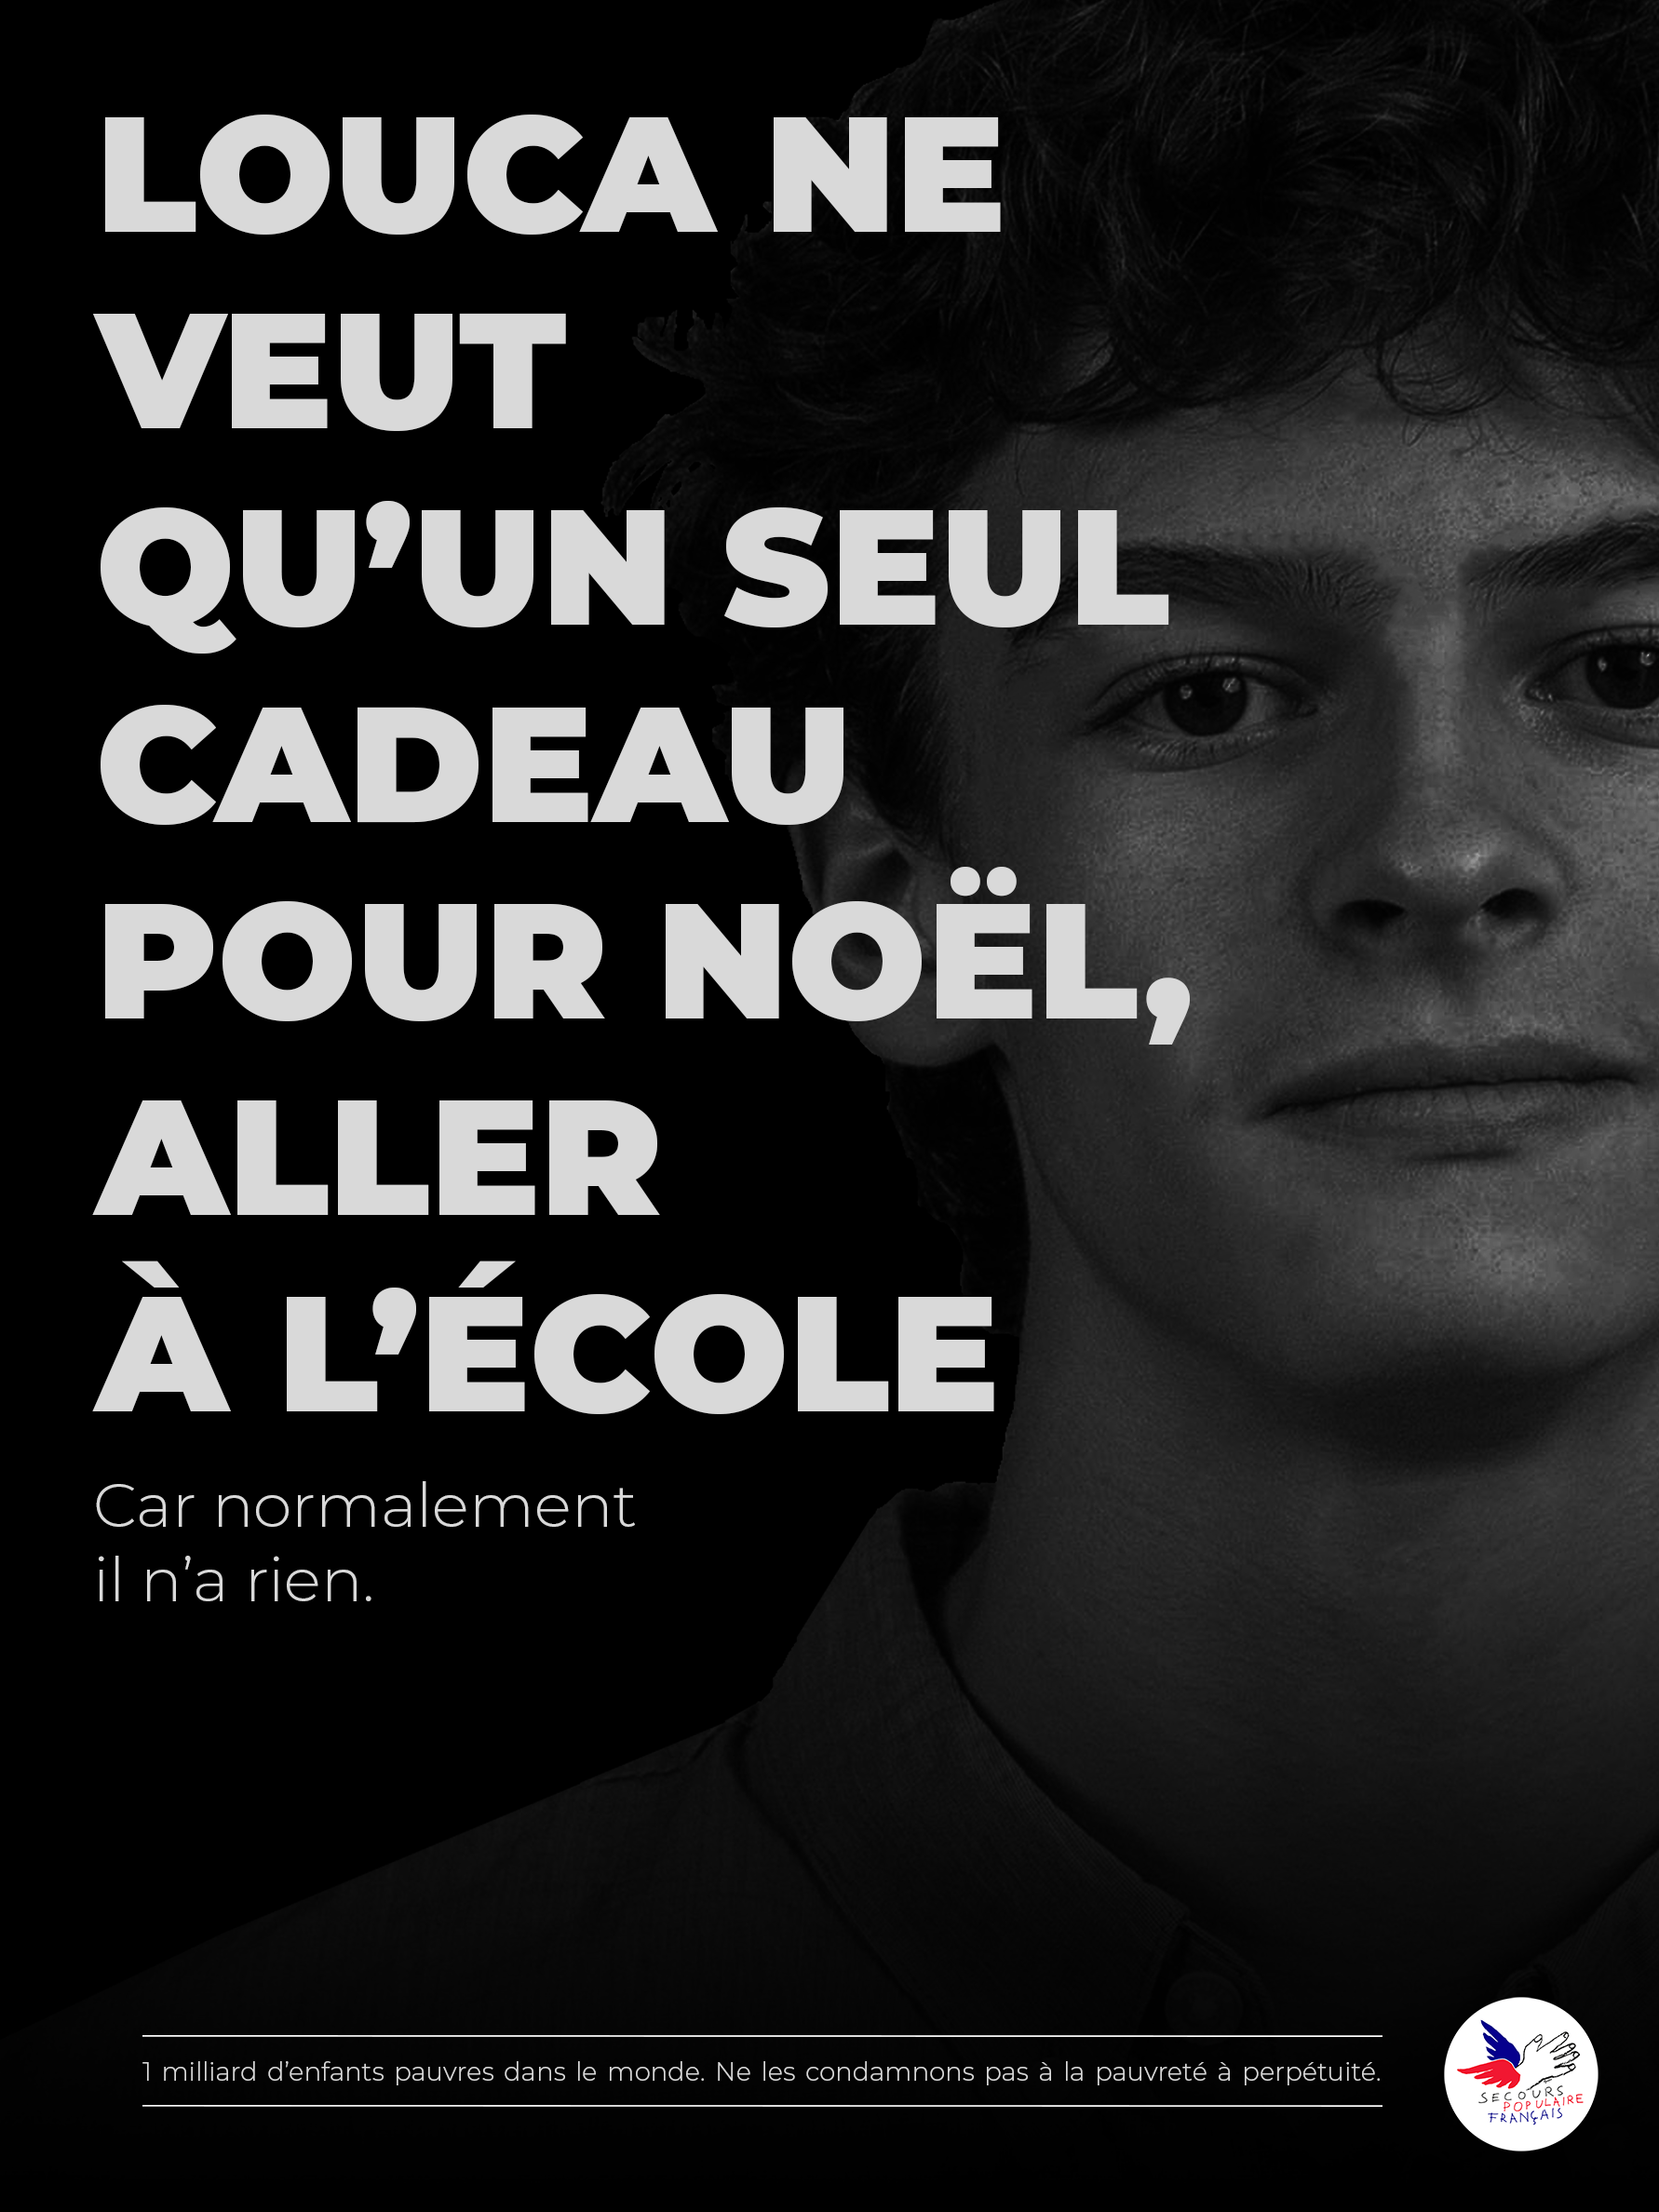 LOUCA NE
VEUT
QU’UN SEUL
CADEAU
POUR NOËL,
ALLER
À L’ÉCOLE
Car normalement
il n’a rien.
1 milliard d’enfants pauvres dans le monde. Ne les condamnons pas à la pauvreté à perpétuité.
SECOURS
POPULAIRE
FRANÇAIS